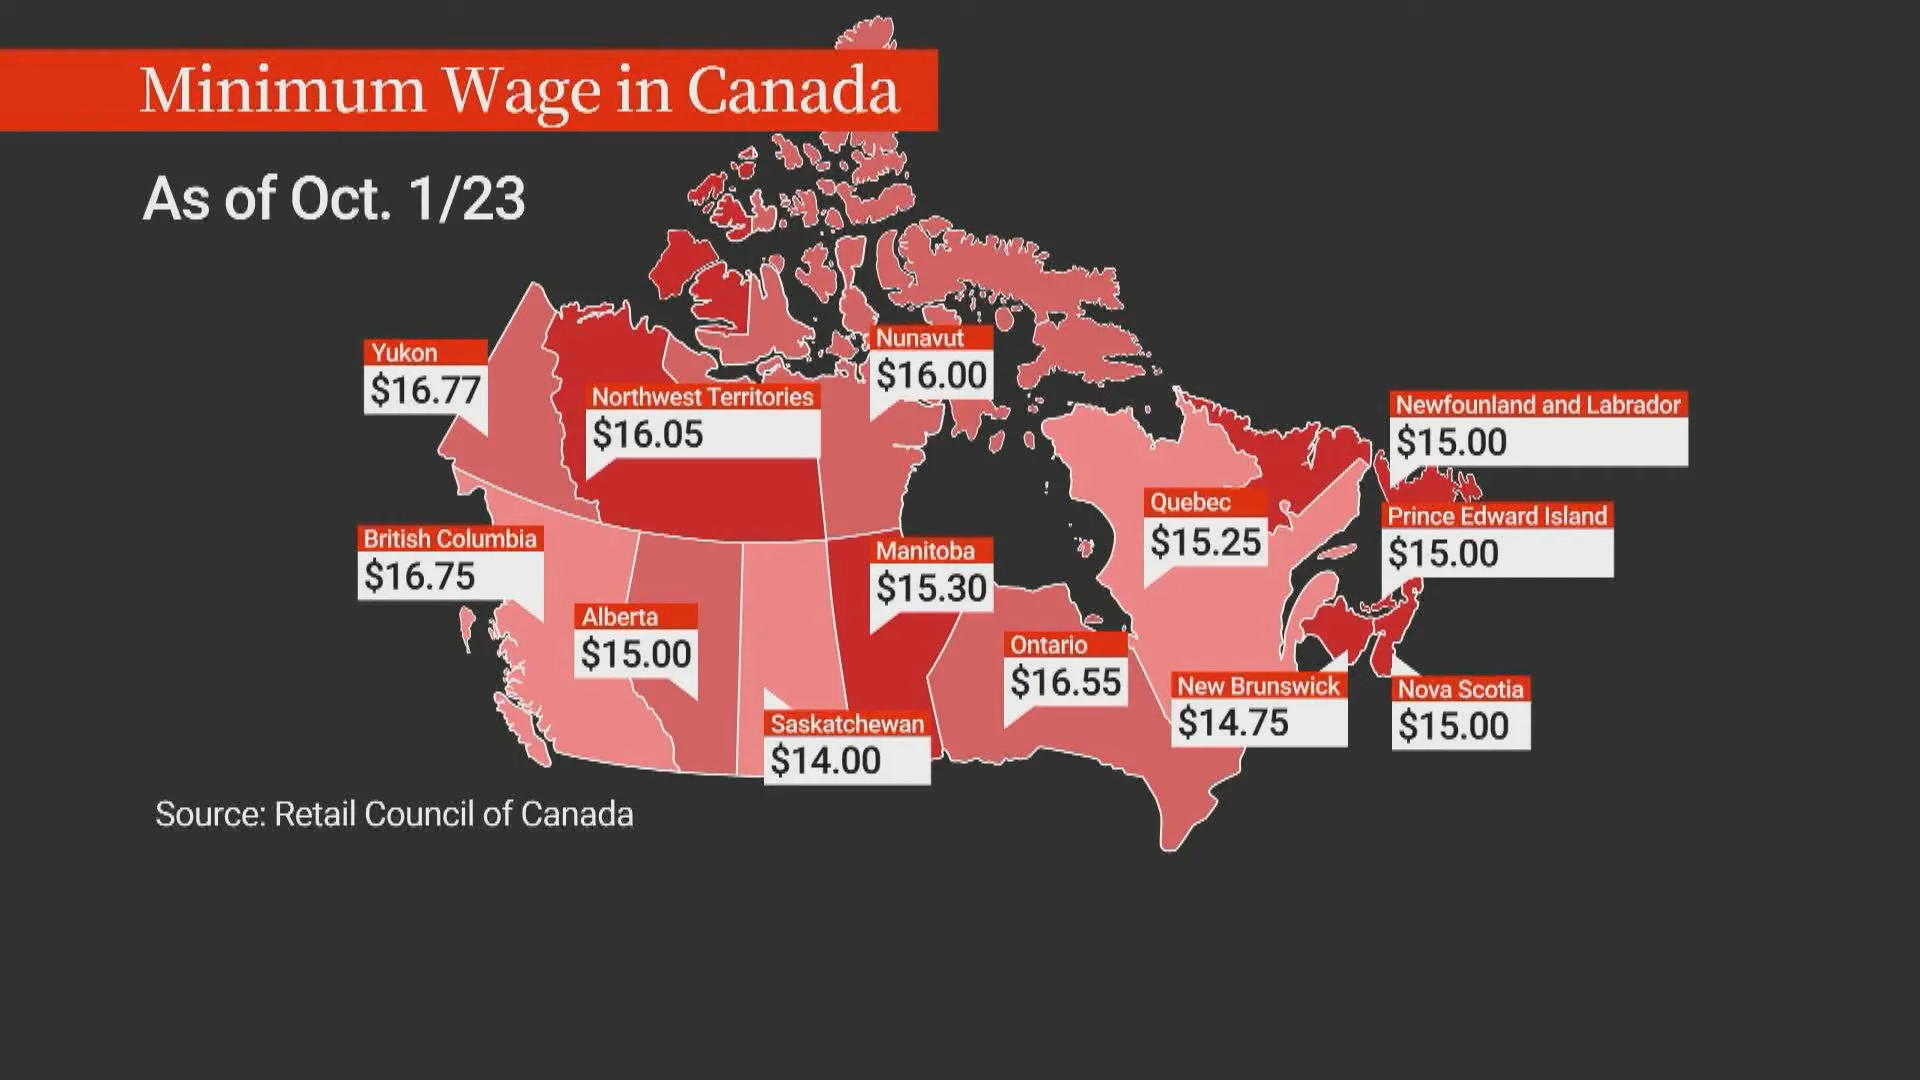 Minimum Wage in Canada
As of Oct. 1/23
Nunavut
$16.00
Yukon
$16.77
Northwest Territories
$16.05
Newfounland and Labrador
$15.00
Quebec
$15.25
Prince Edward Island
$15.00
British Columbia
$16.75
Manitoba
$15.30
Alberta
$15.00
Ontario
$16.55
New Brunswick
$14.75
Nova Scotia
$15.00
Saskatchewan
$14.00
Source: Retail Council of Canada